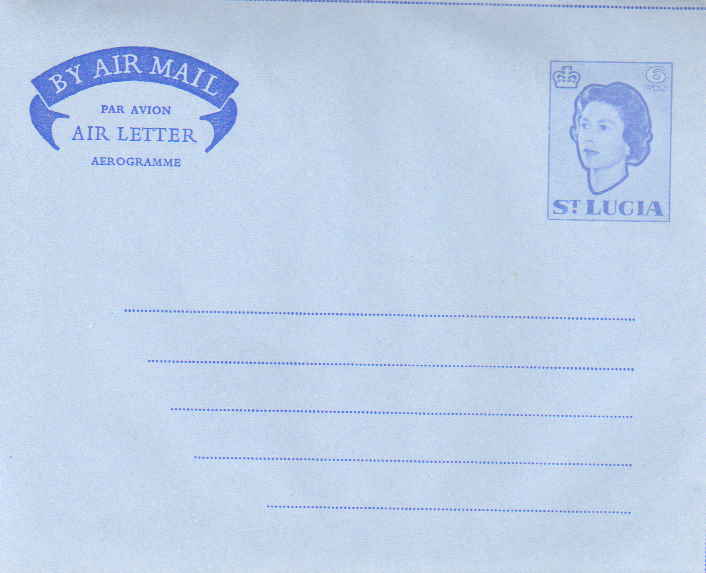 BY AIR MAIL
PAR AVION
AIR LETTER
AEROGRAMME
6
ST. LUCIA